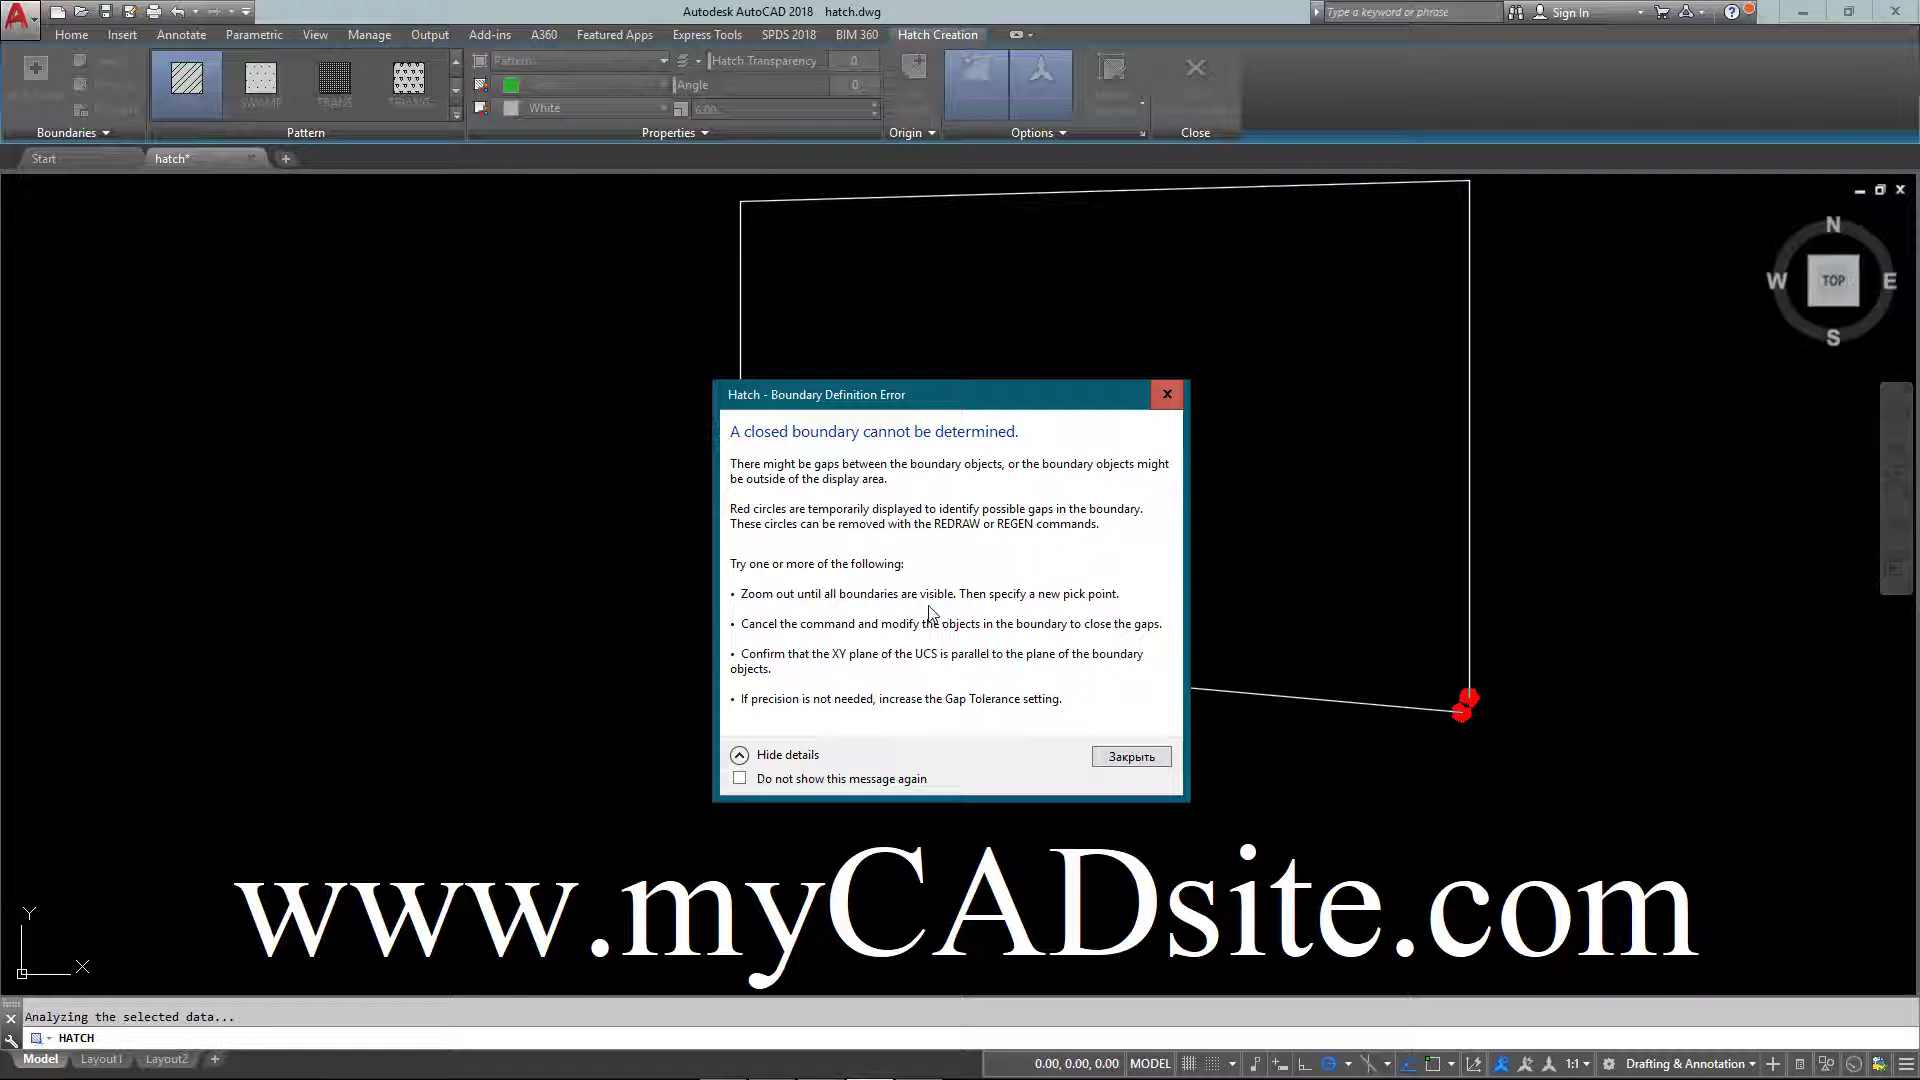 Autodesk AutoCAD 2018 hatch.dwg
Type a keyword or phrase
Sign In
Home Insert Annotate Parametric View Manage Output Add-ins A360 Featured Apps Express Tools SPDS 2018 BIM 360 Hatch Creation
Pattern
Hatch Transparency 0
SWAMP
Angle 0
White
6.00
Boundaries Pattern Properties Origin Options Close
Start hatch*
N
W TOP E
S
Hatch - Boundary Definition Error
A closed boundary cannot be determined.
There might be gaps between the boundary objects, or the boundary objects might
be outside of the display area.
Red circles are temporarily displayed to identify possible gaps in the boundary.
These circles can be removed with the REDRAW or REGEN commands.
Try one or more of the following:
• Zoom out until all boundaries are visible. Then specify a new pick point.
• Cancel the command and modify the objects in the boundary to close the gaps.
• Confirm that the XY plane of the UCS is parallel to the plane of the boundary
objects.
• If precision is not needed, increase the Gap Tolerance setting.
Hide details
Закрыть
Do not show this message again
www.myCADsite.com
Y
X
Analyzing the selected data...
HATCH
Model Layout1 Layout2 +
0.00, 0.00, 0.00 MODEL 1:1 Drafting & Annotation